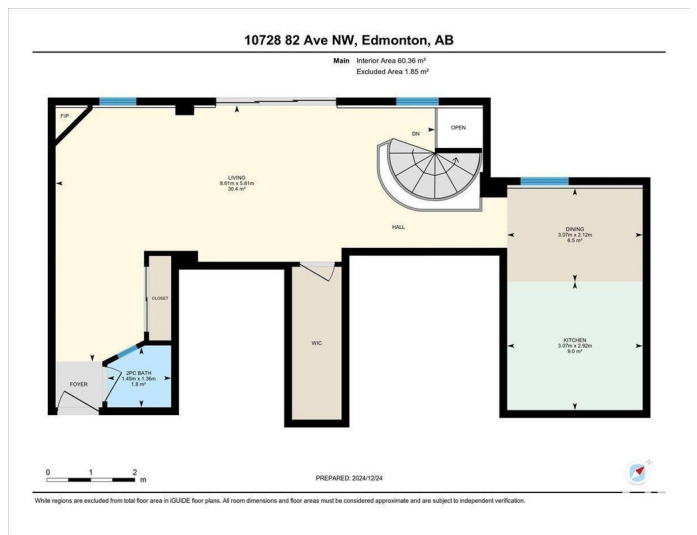 10728 82 Ave NW, Edmonton, AB
Main Interior Area 60.36 m²
Excluded Area 1.85 m²
F/P
DN
OPEN
LIVING
8.61m x 5.81m
30.4 m²
HALL
DINING
3.07m x 2.12m
6.5 m²
CLOSET
WIC
KITCHEN
3.07m x 2.92m
9.0 m²
2PC BATH
1.45m x 1.36m
1.8 m²
FOYER
0 1 2
m
PREPARED: 2024/12/24
N
White regions are excluded from total floor area in iGUIDE floor plans. All room dimensions and floor areas must be considered approximate and are subject to independent verification.